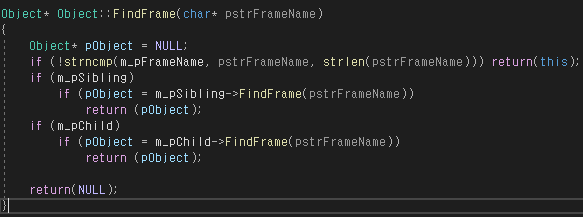 Object* Object::FindFrame(char* pstrFrameName)
{
    Object* pObject = NULL;
    if (!strncmp(m_pFrameName, pstrFrameName, strlen(pstrFrameName))) return(this);
    if (m_pSibling)
        if (pObject = m_pSibling->FindFrame(pstrFrameName))
            return (pObject);
    if (m_pChild)
        if (pObject = m_pChild->FindFrame(pstrFrameName))
            return (pObject);

    return(NULL);
}